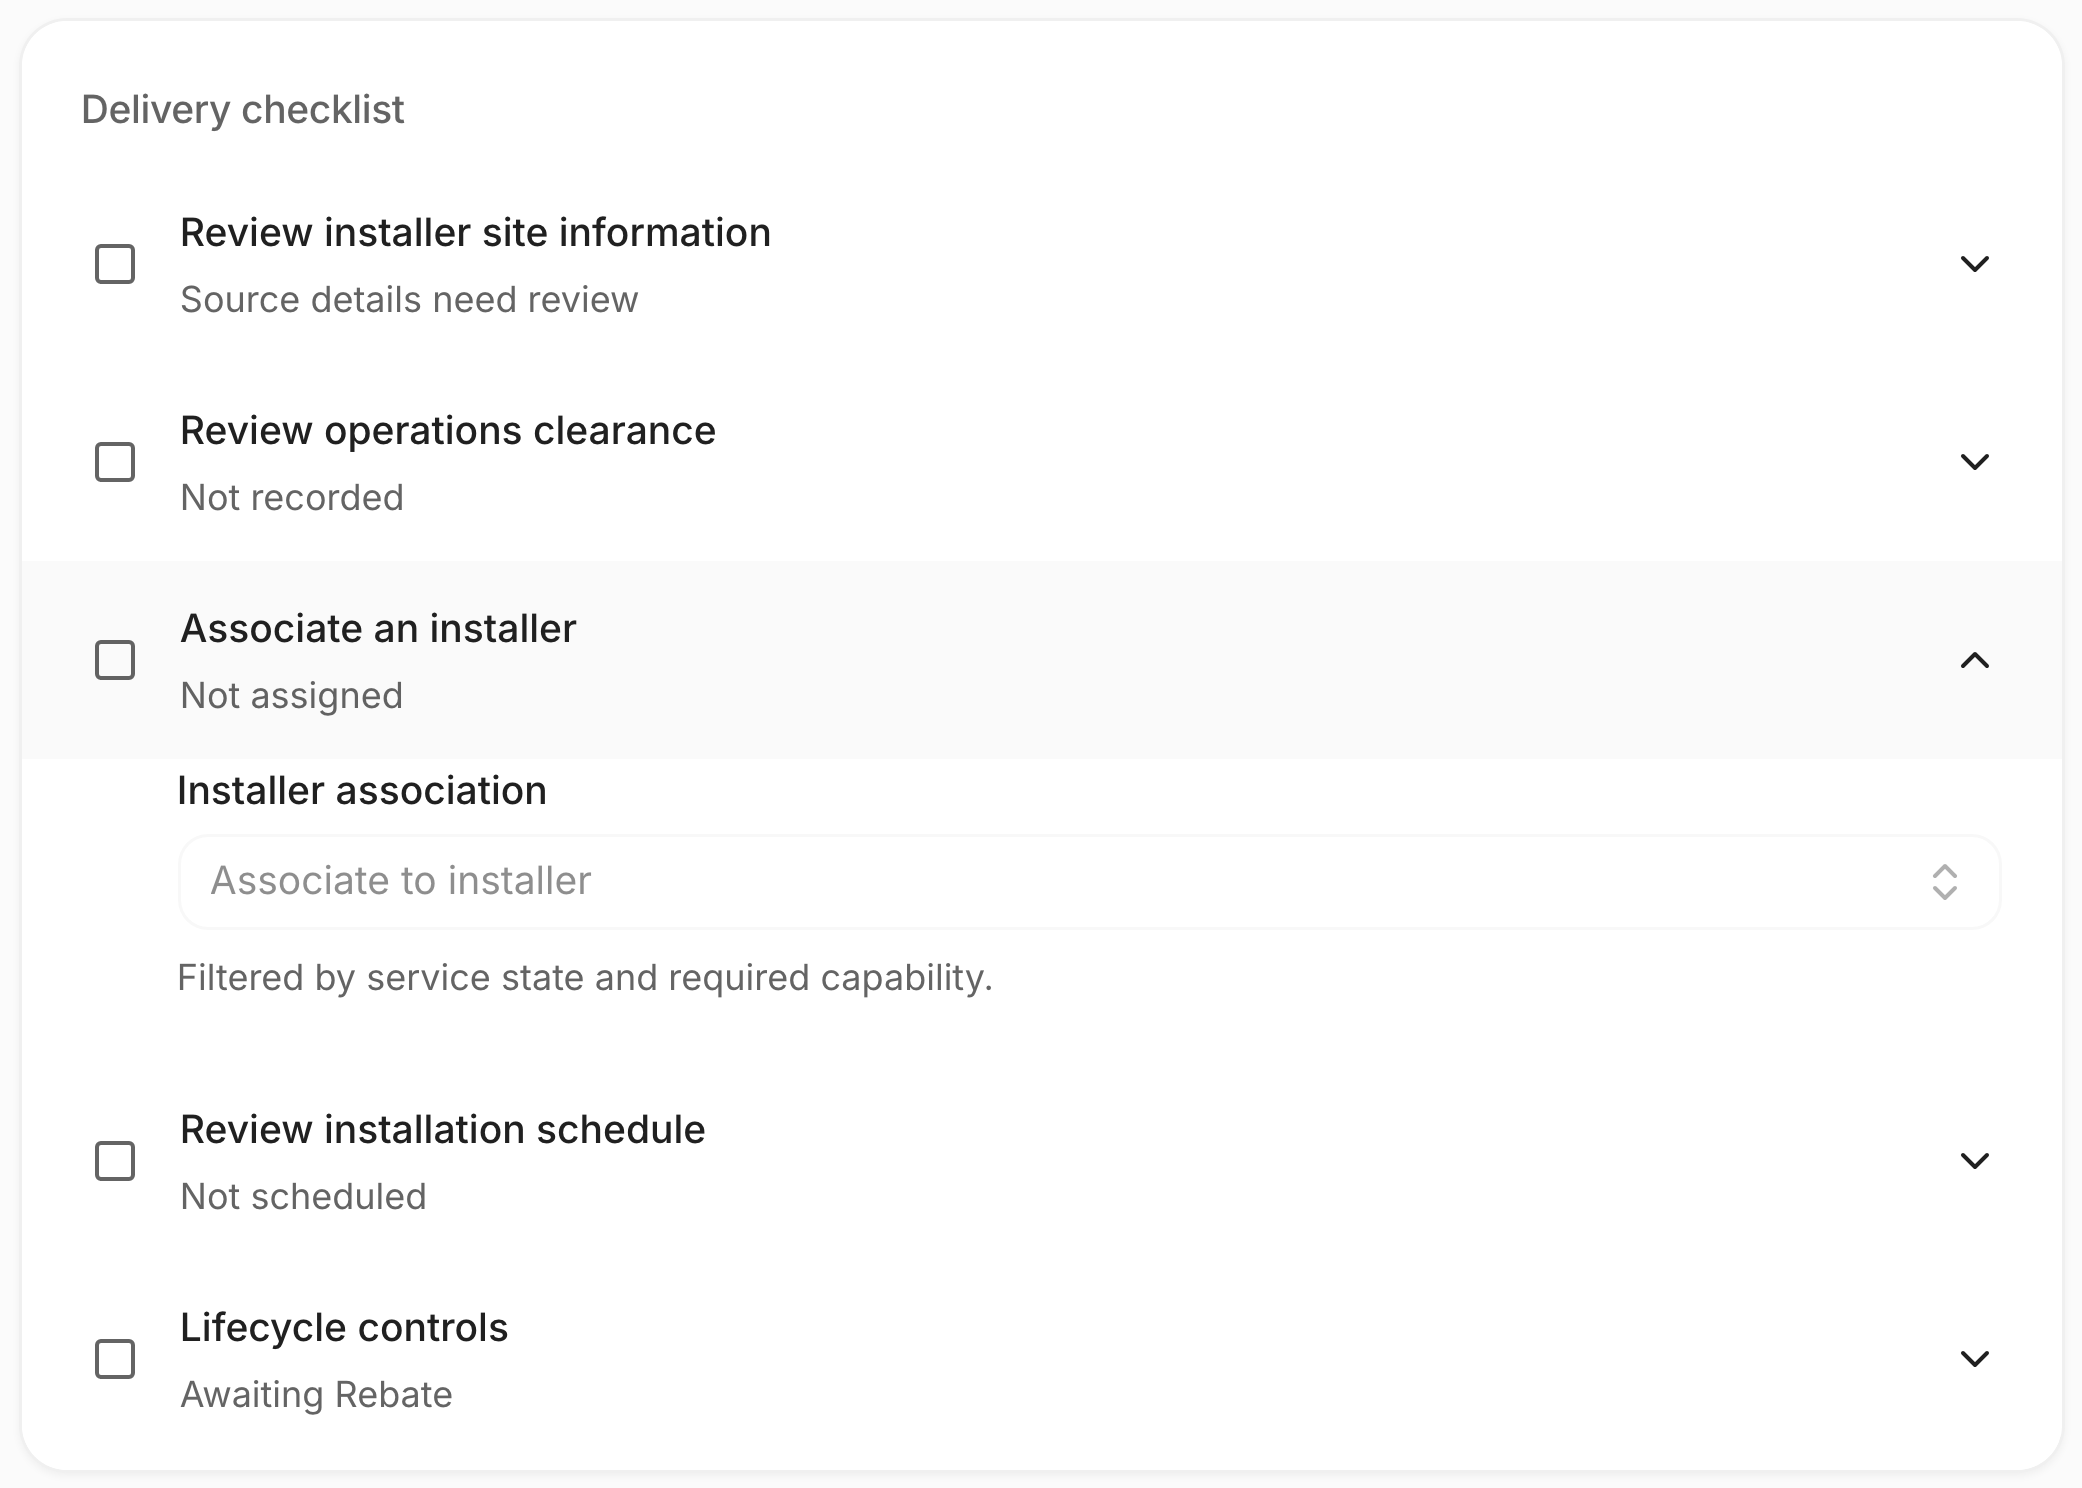 Delivery checklist
Review installer site information
Source details need review
Review operations clearance
Not recorded
Associate an installer
Not assigned
Installer association
Associate to installer
Filtered by service state and required capability.
Review installation schedule
Not scheduled
Lifecycle controls
Awaiting Rebate